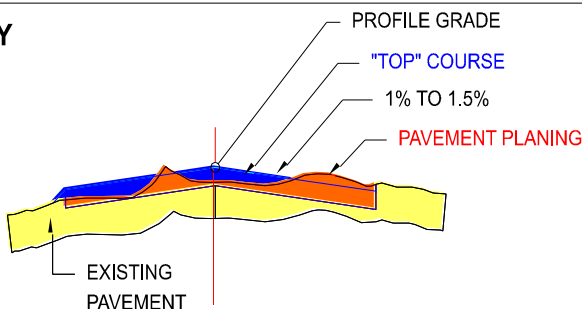 Y
PROFILE GRADE
"TOP" COURSE
1% TO 1.5%
PAVEMENT PLANING
EXISTING
PAVEMENT